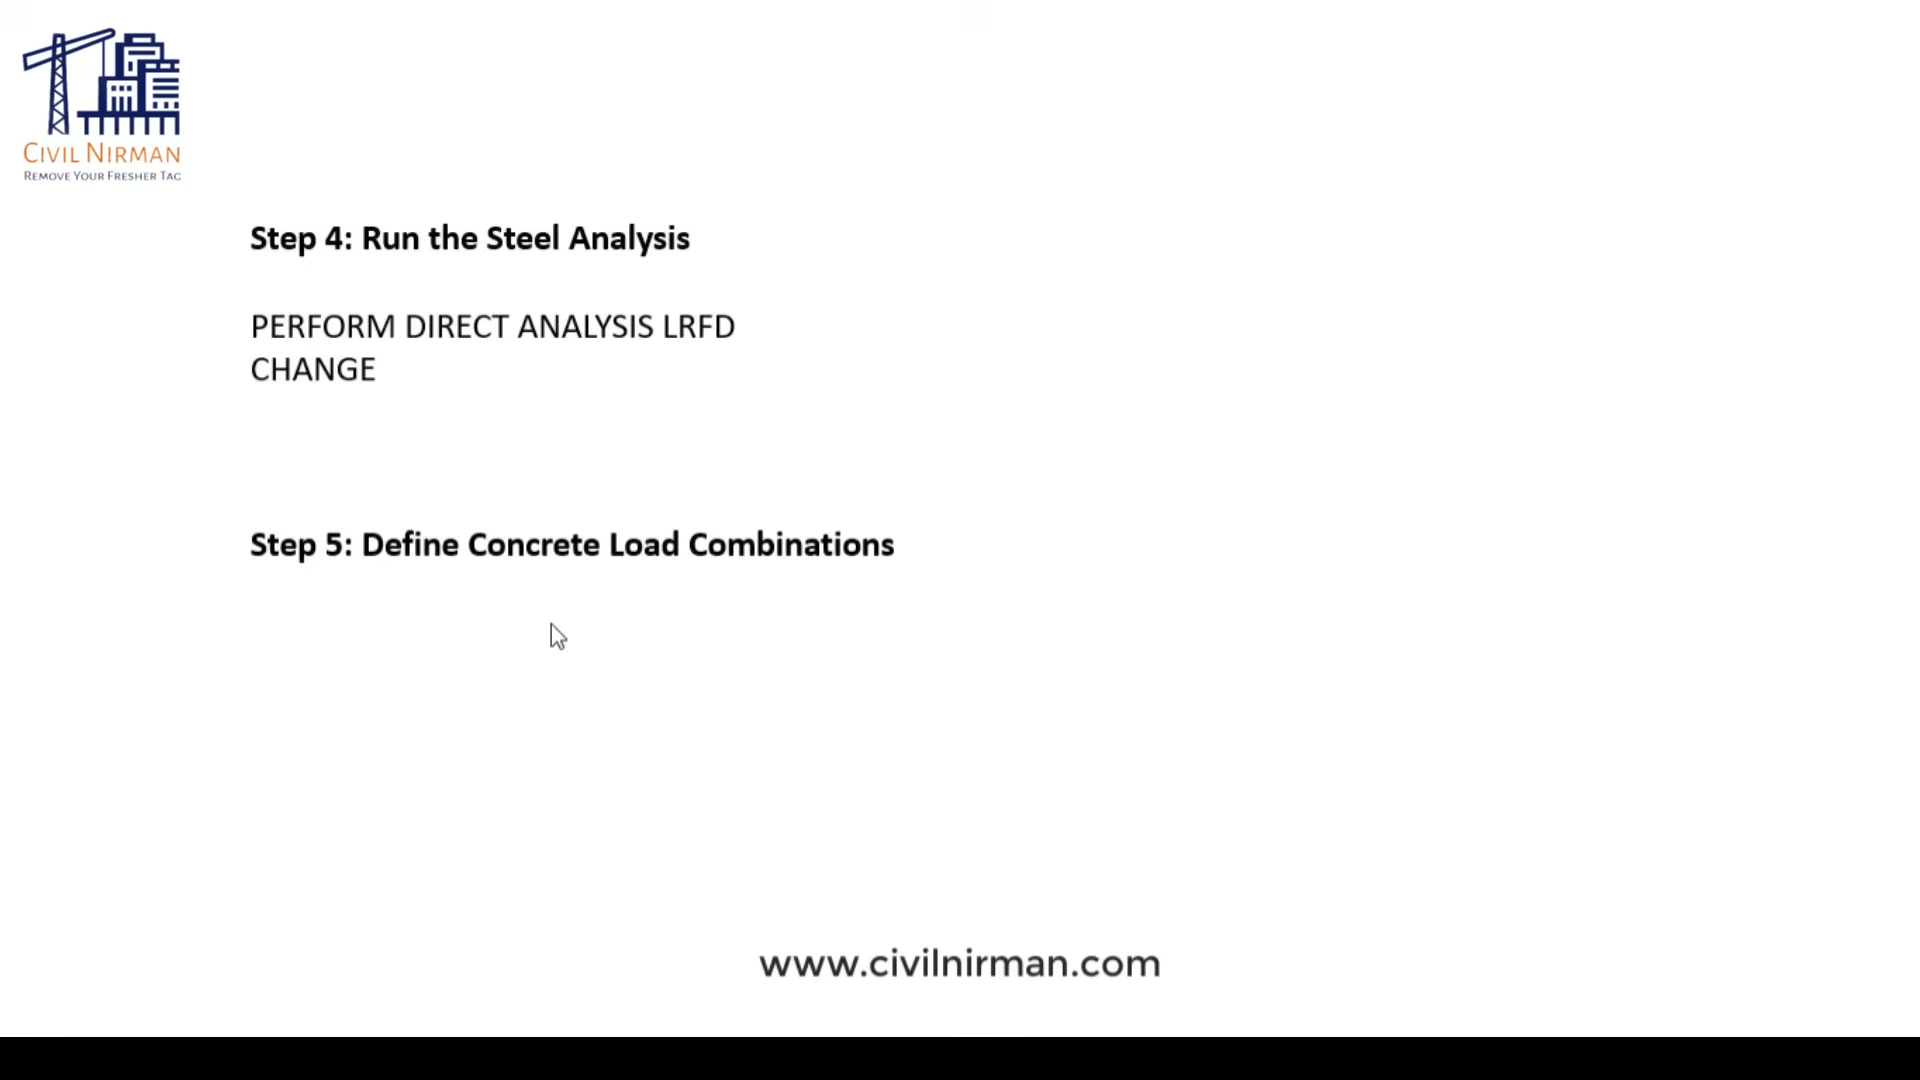 CIVIL NIRMAN
REMOVE YOUR FRESHER TAG
Step 4: Run the Steel Analysis
PERFORM DIRECT ANALYSIS LRFD
CHANGE
Step 5: Define Concrete Load Combinations
www.civilnirman.com